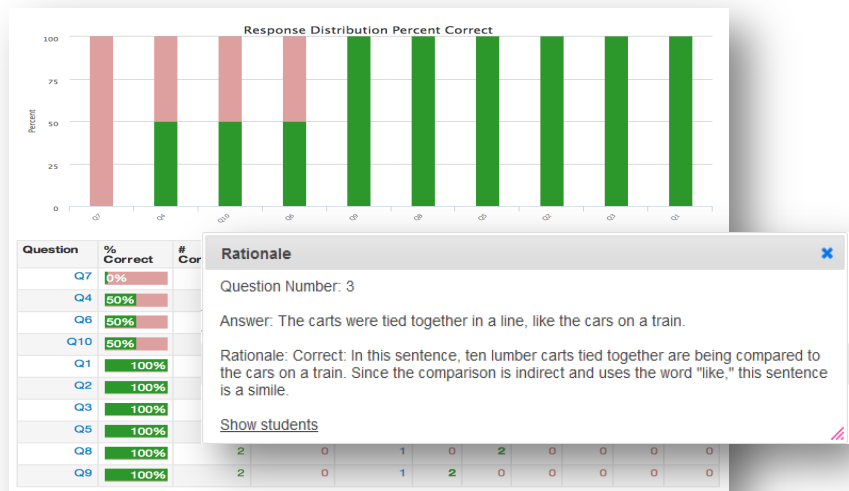 Response Distribution Percent Correct
100
75
50
25
0
Percent
Q7 Q4 Q10 Q6 Q9 Q8 Q5 Q2 Q3 Q1
Question % Correct #
Q7 0%
Q4 50%
Q6 50%
Q10 50%
Q1 100%
Q2 100%
Q3 100%
Q5 100%
Q8 100% 2 0 1 0 2 0 0 0 0
Q9 100% 2 0 1 2 0 0 0 0 0
Rationale
Question Number: 3
Answer: The carts were tied together in a line, like the cars on a train.
Rationale: Correct: In this sentence, ten lumber carts tied together are being compared to
the cars on a train. Since the comparison is indirect and uses the word "like," this sentence
is a simile.
Show students